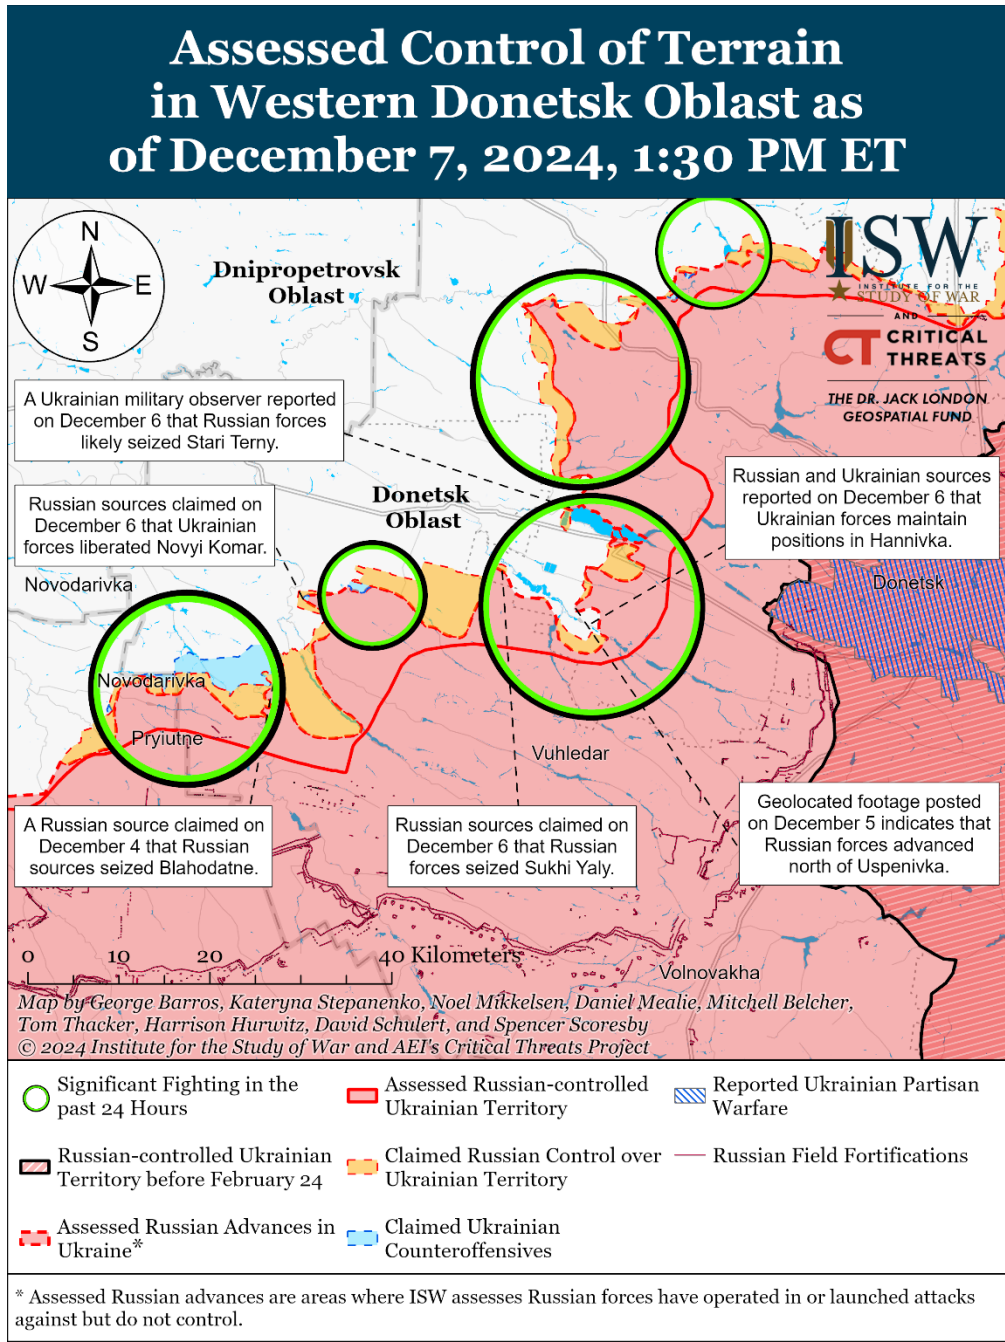 Assessed Control of Terrain
in Western Donetsk Oblast as
of December 7, 2024, 1:30 PM ET
N
W
E
S
Dnipropetrovsk
Oblast
ISW
INSTITUTE FOR THE
STUDY OF WAR
AND
CT CRITICAL
THREATS
THE DR. JACK LONDON
GEOSPATIAL FUND
A Ukrainian military observer reported
on December 6 that Russian forces
likely seized Stari Terny.
Russian and Ukrainian sources
reported on December 6 that
Ukrainian forces maintain
positions in Hannivka.
Russian sources claimed on
December 6 that Ukrainian
forces liberated Novyi Komar.
Donetsk
Oblast
Novodarivka
Donetsk
Novodarivka
Pryiutne
Vuhledar
A Russian source claimed on
December 4 that Russian
sources seized Blahodatne.
Russian sources claimed on
December 6 that Russian
forces seized Sukhi Yaly.
Geolocated footage posted
on December 5 indicates that
Russian forces advanced
north of Uspenivka.
0 10 20 40 Kilometers
Volnovakha
Map by George Barros, Kateryna Stepanenko, Noel Mikkelsen, Daniel Mealie, Mitchell Belcher,
Tom Thacker, Harrison Hurwitz, David Schulert, and Spencer Scoresby
© 2024 Institute for the Study of War and AEI's Critical Threats Project
Significant Fighting in the
past 24 Hours
Assessed Russian-controlled
Ukrainian Territory
Reported Ukrainian Partisan
Warfare
Russian-controlled Ukrainian
Territory before February 24
Claimed Russian Control over
Ukrainian Territory
Russian Field Fortifications
Assessed Russian Advances in
Ukraine*
Claimed Ukrainian
Counteroffensives
* Assessed Russian advances are areas where ISW assesses Russian forces have operated in or launched attacks
against but do not control.